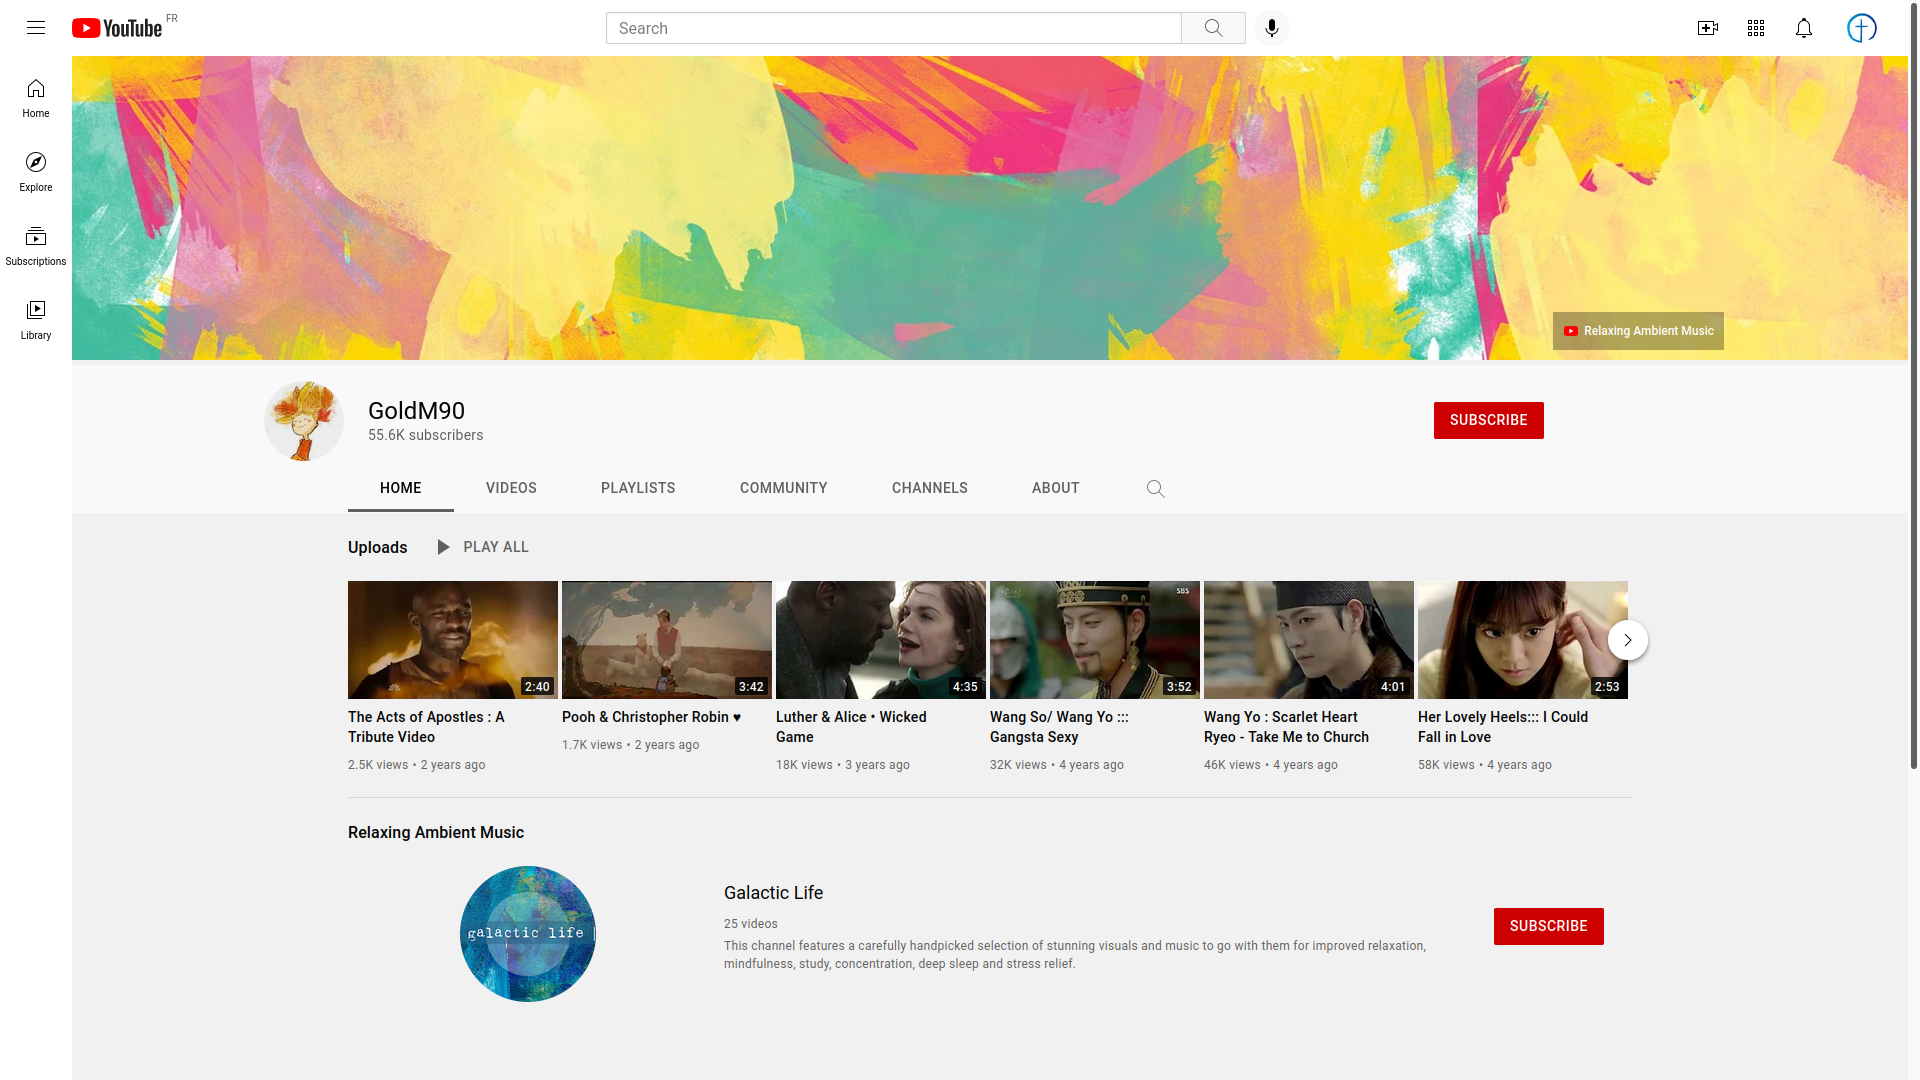 YouTube FR
Search
Home
Explore
Subscriptions
Library
Relaxing Ambient Music
GoldM90
55.6K subscribers
SUBSCRIBE
HOME VIDEOS PLAYLISTS COMMUNITY CHANNELS ABOUT
Uploads PLAY ALL
SBS
2:40 3:42 4:35 3:52 4:01 2:53
The Acts of Apostles : A
Tribute Video
2.5K views • 2 years ago
Pooh & Christopher Robin ♥
1.7K views • 2 years ago
Luther & Alice • Wicked
Game
18K views • 3 years ago
Wang So/ Wang Yo :::
Gangsta Sexy
32K views • 4 years ago
Wang Yo : Scarlet Heart
Ryeo - Take Me to Church
46K views • 4 years ago
Her Lovely Heels::: I Could
Fall in Love
58K views • 4 years ago
Relaxing Ambient Music
galactic life
Galactic Life
25 videos
This channel features a carefully handpicked selection of stunning visuals and music to go with them for improved relaxation,
mindfulness, study, concentration, deep sleep and stress relief.
SUBSCRIBE